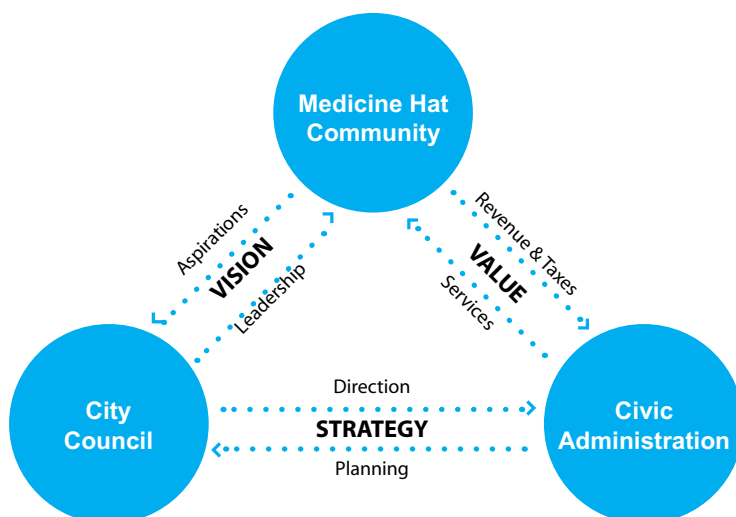 Medicine Hat
Community
Aspirations
VISION
Leadership
Revenue & Taxes
VALUE
Services
City
Council
Direction
STRATEGY
Planning
Civic
Administration